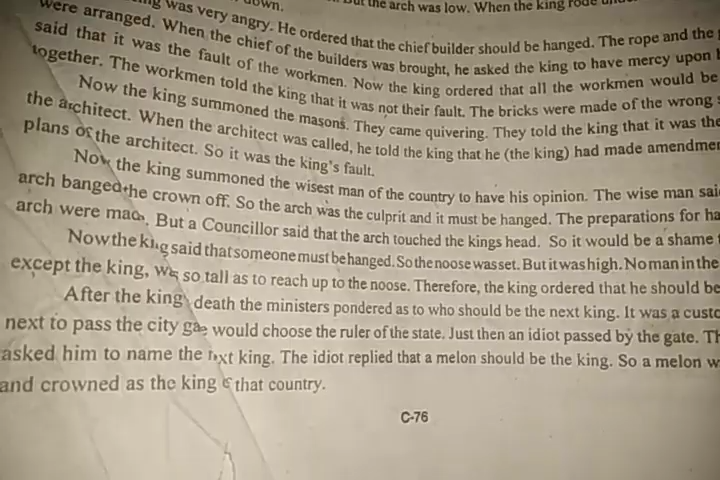 down. But the arch was low. When the king rode under
king was very angry. He ordered that the chief builder should be hanged. The rope and the
were arranged. When the chief of the builders was brought, he asked the king to have mercy upon
said that it was the fault of the workmen. Now the king ordered that all the workmen would be
together. The workmen told the king that it was not their fault. The bricks were made of the wrong
Now the king summoned the masons. They came quivering. They told the king that it was the
the architect. When the architect was called, he told the king that he (the king) had made amendmen
plans of the architect. So it was the king's fault.
Now the king summoned the wisest man of the country to have his opinion. The wise man sai
arch banged the crown off. So the arch was the culprit and it must be hanged. The preparations for ha
arch were made. But a Councillor said that the arch touched the kings head. So it would be a shame
Now the king said that someone must be hanged. So the noose was set. But it was high. No man in the
except the king, was so tall as to reach up to the noose. Therefore, the king ordered that he should be
After the king's death the ministers pondered as to who should be the next king. It was a custo
next to pass the city gate would choose the ruler of the state. Just then an idiot passed by the gate. Th
asked him to name the next king. The idiot replied that a melon should be the king. So a melon w
and crowned as the king of that country.
C-76